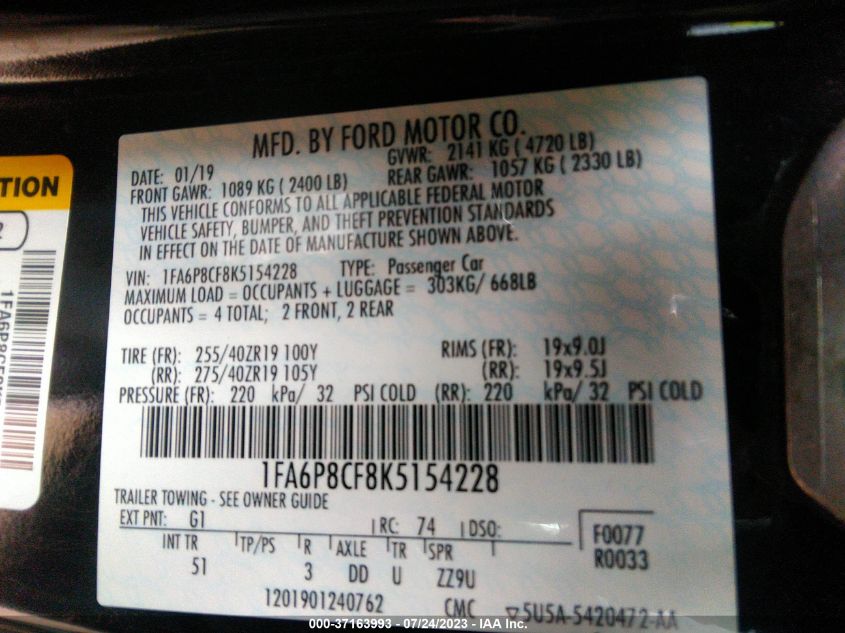 MFD. BY FORD MOTOR CO.
DATE: 01/19 GVWR: 2141 KG ( 4720 LB)
FRONT GAWR: 1089 KG ( 2400 LB) REAR GAWR: 1057 KG ( 2330 LB)
THIS VEHICLE CONFORMS TO ALL APPLICABLE FEDERAL MOTOR
VEHICLE SAFETY, BUMPER, AND THEFT PREVENTION STANDARDS
IN EFFECT ON THE DATE OF MANUFACTURE SHOWN ABOVE.
VIN: 1FA6P8CF8K5154228 TYPE: Passenger Car
MAXIMUM LOAD = OCCUPANTS + LUGGAGE = 303KG/ 668LB
OCCUPANTS = 4 TOTAL; 2 FRONT, 2 REAR
TIRE (FR): 255/40ZR19 100Y RIMS (FR): 19x9.0J
(RR): 275/40ZR19 105Y (RR): 19x9.5J
PRESSURE (FR): 220 kPa/ 32 PSI COLD (RR): 220 kPa/ 32 PSI COLD
1FA6P8CF8K5154228
TRAILER TOWING - SEE OWNER GUIDE
EXT PNT: G1 RC: 74 DSO: F0077
R0033
INT TR TP/PS R AXLE TR SPR
51 3 DD U ZZ9U
1201901240762 CMC 5U5A-5420472-AA
TION
2
000-37163993 - 07/24/2023 - IAA Inc.